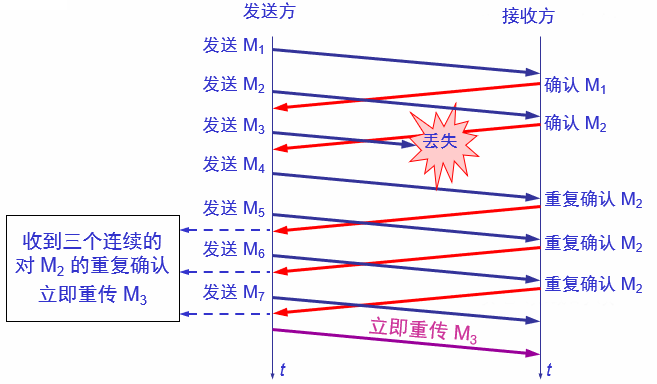 发送方
接收方
发送 M1
确认 M1
发送 M2
确认 M2
发送 M3
丢失
发送 M4
重复确认 M2
发送 M5
重复确认 M2
发送 M6
重复确认 M2
发送 M7
收到三个连续的
对 M2 的重复确认
立即重传 M3
立即重传 M3
t
t